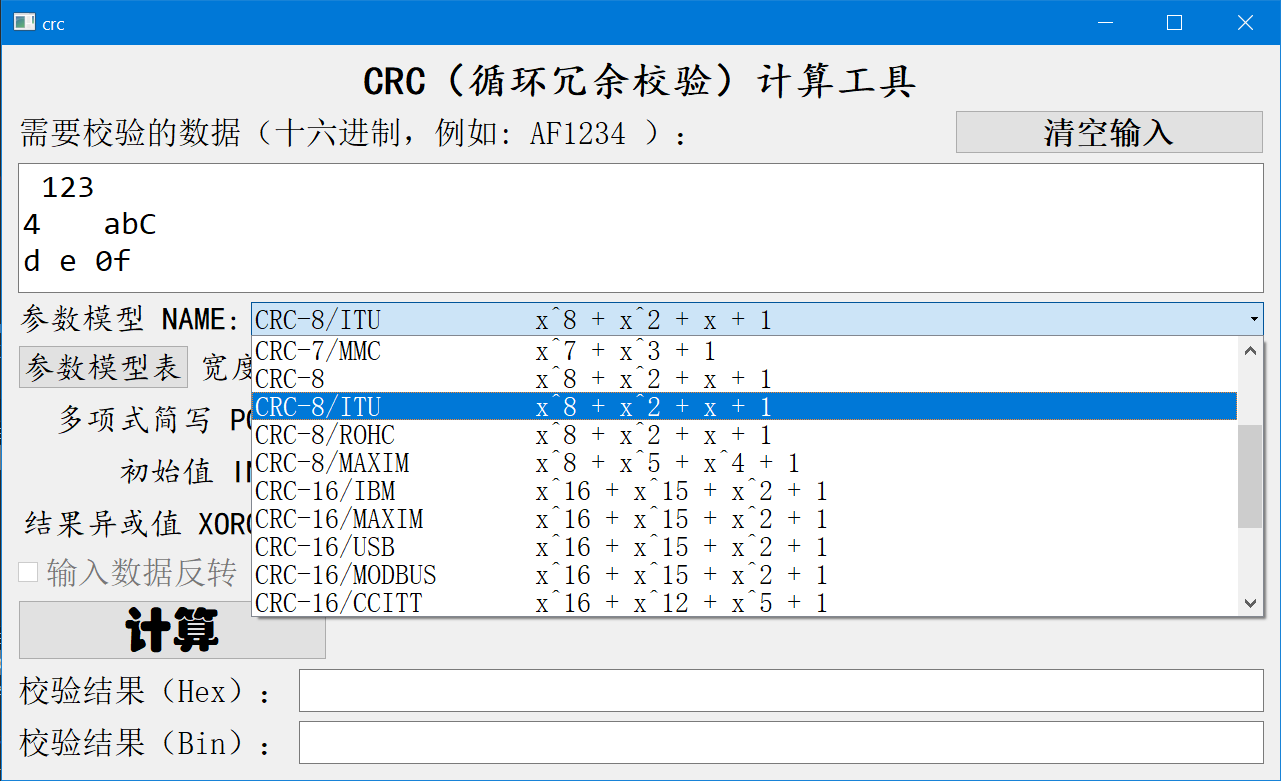 crc
CRC（循环冗余校验）计算工具
需要校验的数据（十六进制，例如: AF1234 ）：
清空输入
123
4    abC
d e 0f
参数模型 NAME:
CRC-8/ITU           x^8 + x^2 + x + 1
CRC-7/MMC           x^7 + x^3 + 1
CRC-8               x^8 + x^2 + x + 1
CRC-8/ITU           x^8 + x^2 + x + 1
CRC-8/ROHC          x^8 + x^2 + x + 1
CRC-8/MAXIM         x^8 + x^5 + x^4 + 1
CRC-16/IBM          x^16 + x^15 + x^2 + 1
CRC-16/MAXIM        x^16 + x^15 + x^2 + 1
CRC-16/USB          x^16 + x^15 + x^2 + 1
CRC-16/MODBUS       x^16 + x^15 + x^2 + 1
CRC-16/CCITT        x^16 + x^12 + x^5 + 1
参数模型表 宽度
多项式简写
初始值
结果异或值
输入数据反转
计算
校验结果（Hex）：
校验结果（Bin）：